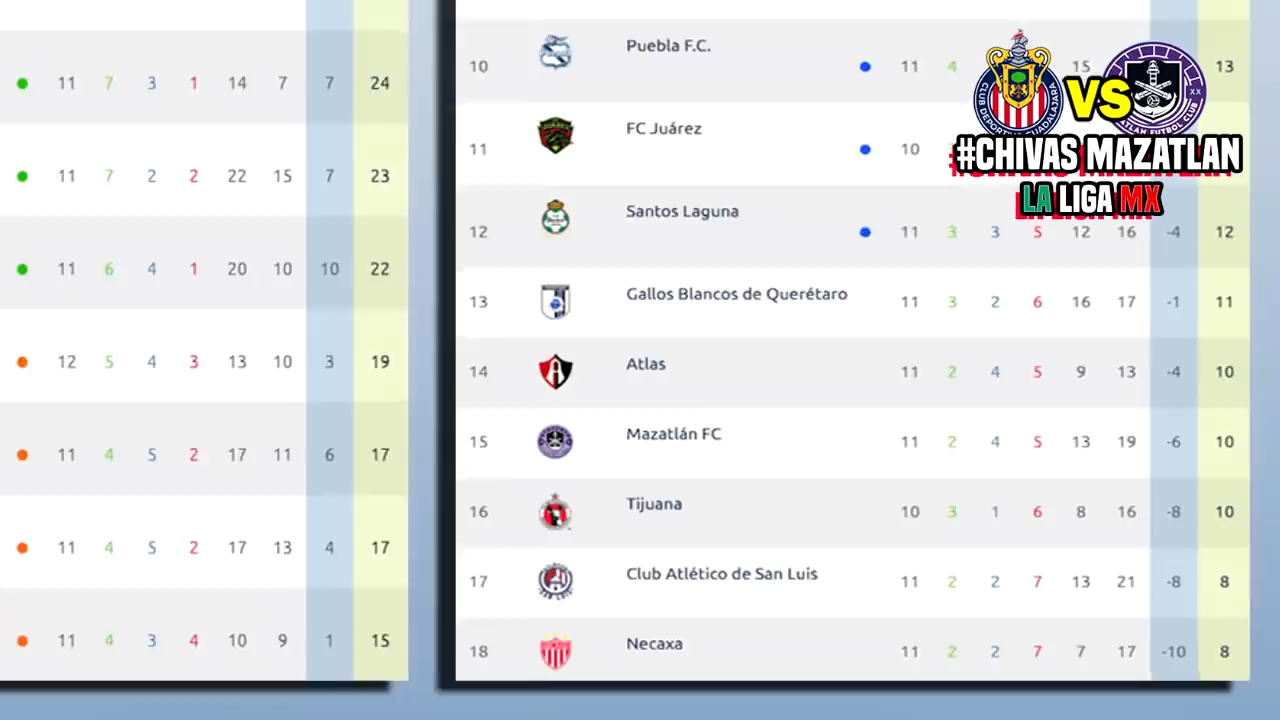 11 7 3 1 14 7 7 24
11 7 2 2 22 15 7 23
11 6 4 1 20 10 10 22
12 5 4 3 13 10 3 19
11 4 5 2 17 11 6 17
11 4 5 2 17 13 4 17
11 4 3 4 10 9 1 15
10 Puebla F.C. 11 4 15 13
11 FC Juárez 10
12 Santos Laguna 11 3 3 5 12 16 -4 12
13 Gallos Blancos de Querétaro 11 3 2 6 16 17 -1 11
14 Atlas 11 2 4 5 9 13 -4 10
15 Mazatlán FC 11 2 4 5 13 19 -6 10
16 Tijuana 10 3 1 6 8 16 -8 10
17 Club Atlético de San Luis 11 2 2 7 13 21 -8 8
18 Necaxa 11 2 2 7 7 17 -10 8
VS
#CHIVAS MAZATLAN
LA LIGA MX